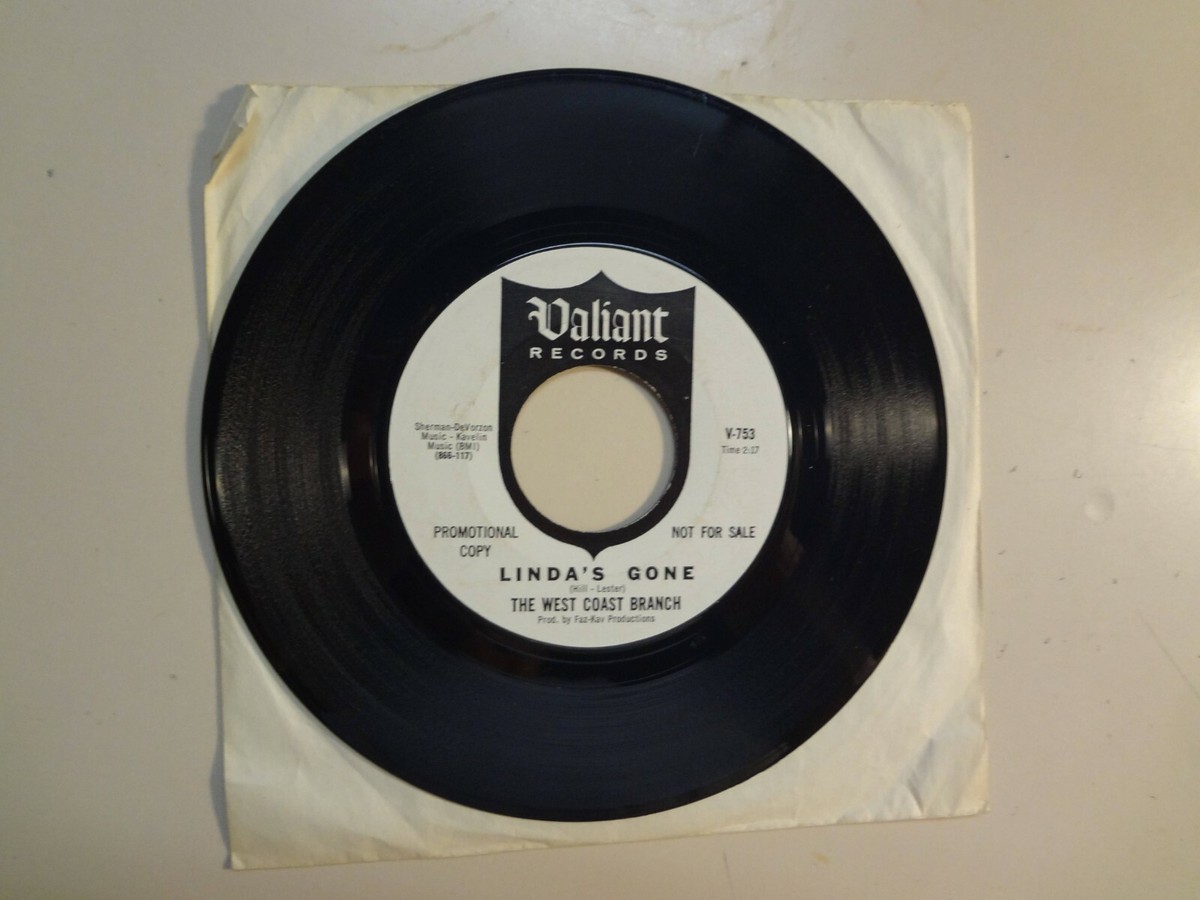 Valiant
RECORDS
Sherman-DeVorzon
Music - Kavelin
Music (BMI)
(866-117)
V-753
Time 2:17
PROMOTIONAL
COPY
NOT FOR SALE
LINDA'S GONE
(Hill - Lester)
THE WEST COAST BRANCH
Prod. by Faz-Kav Productions